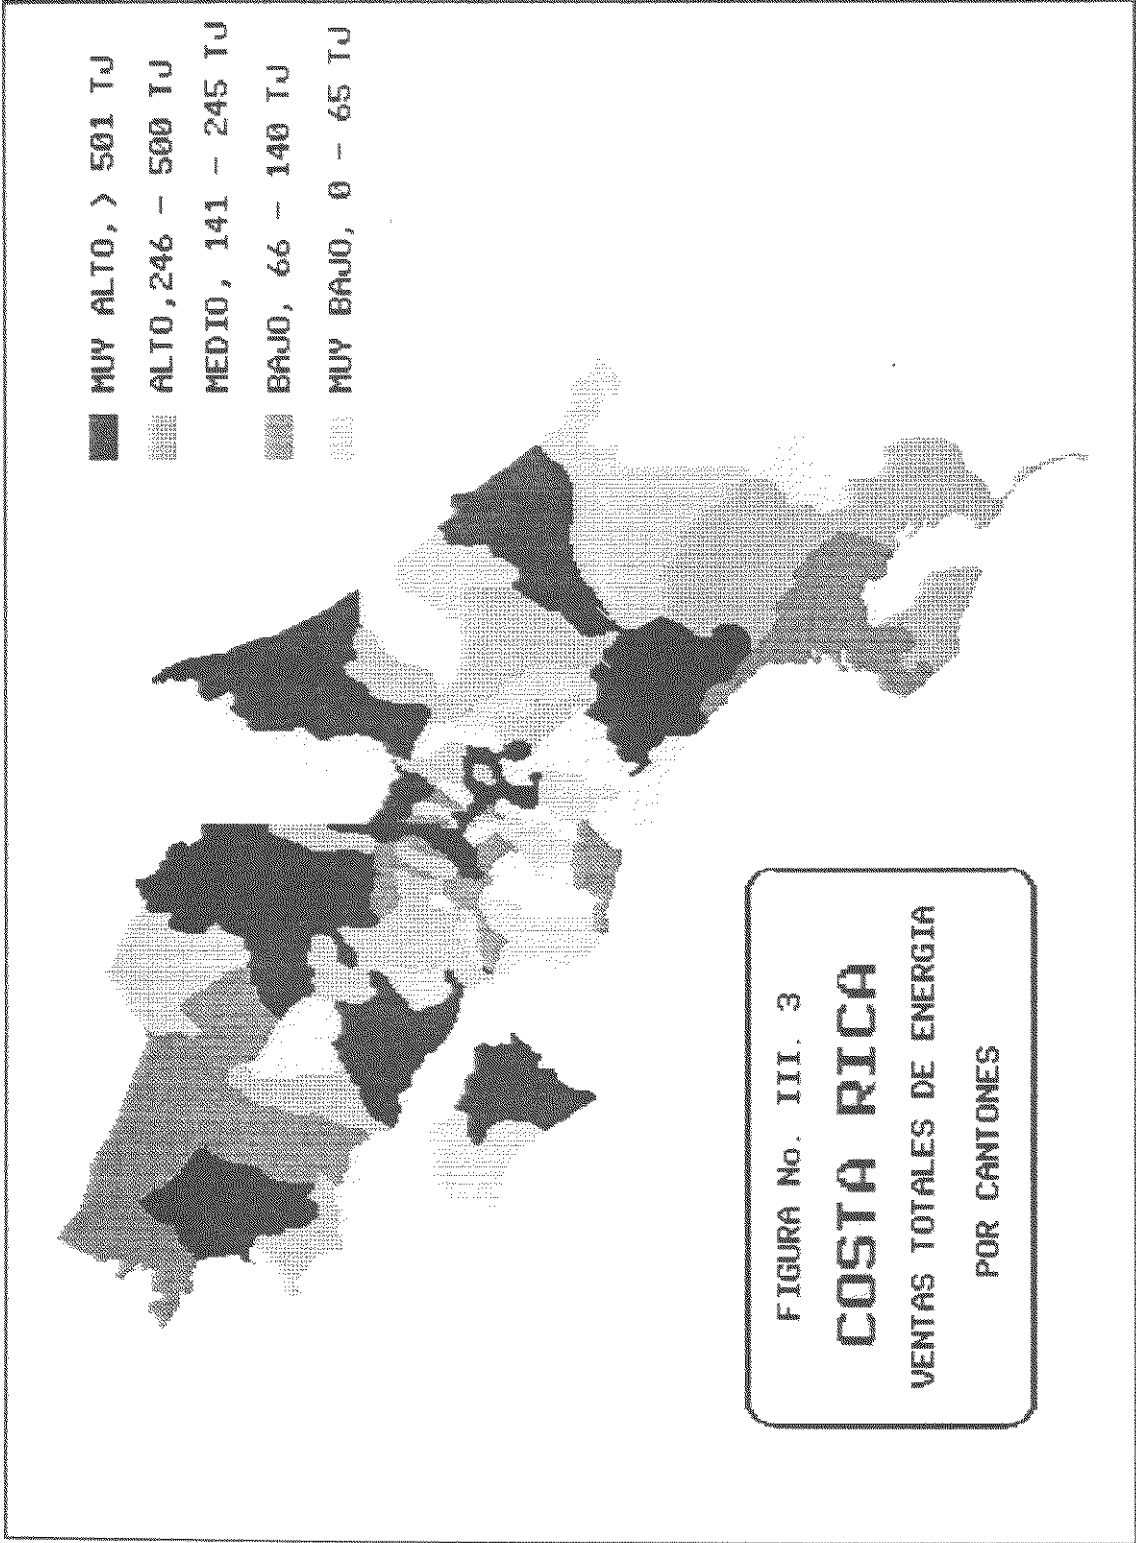 MUY ALTO, > 501 TJ
ALTO,246 - 500 TJ
MEDIO, 141 - 245 TJ
BAJO, 66 - 140 TJ
MUY BAJO, 0 - 65 TJ
FIGURA No. III. 3
COSTA RICA
VENTAS TOTALES DE ENERGIA
POR CANTONES